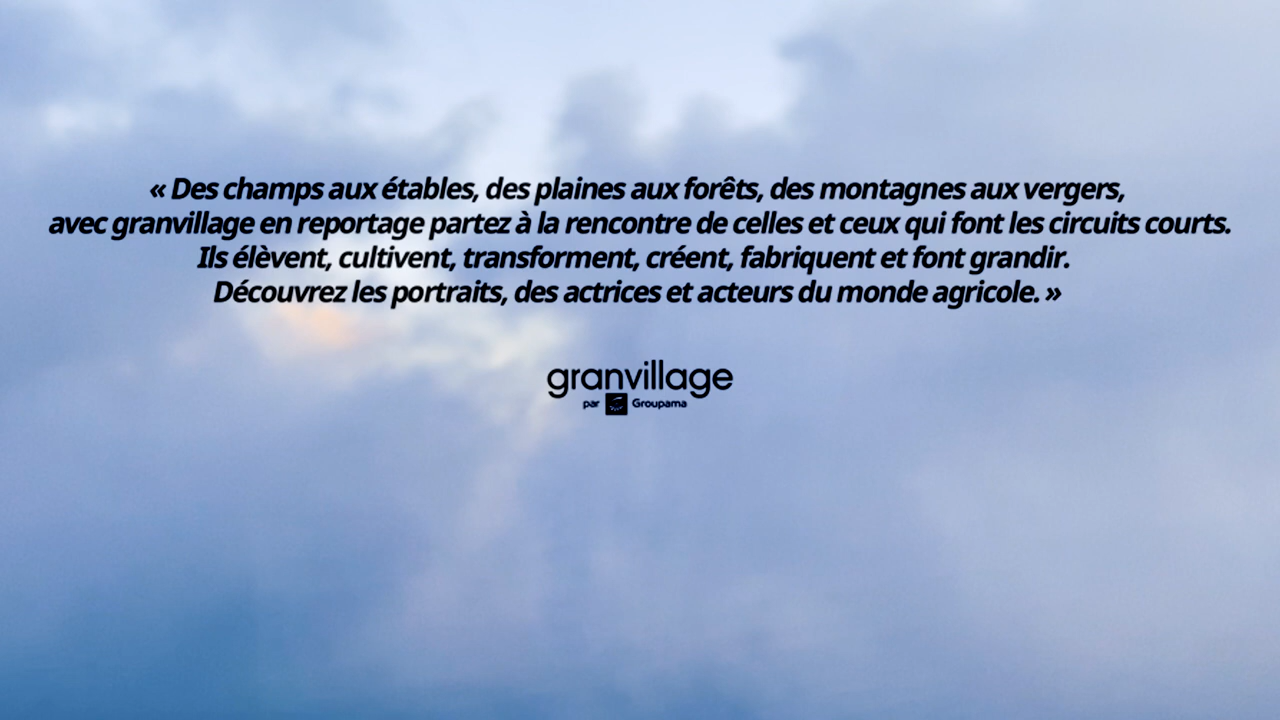 « Des champs aux étables, des plaines aux forêts, des montagnes aux vergers,
avec granvillage en reportage partez à la rencontre de celles et ceux qui font les circuits courts.
Ils élèvent, cultivent, transforment, créent, fabriquent et font grandir.
Découvrez les portraits, des actrices et acteurs du monde agricole. »
granvillage
par Groupama